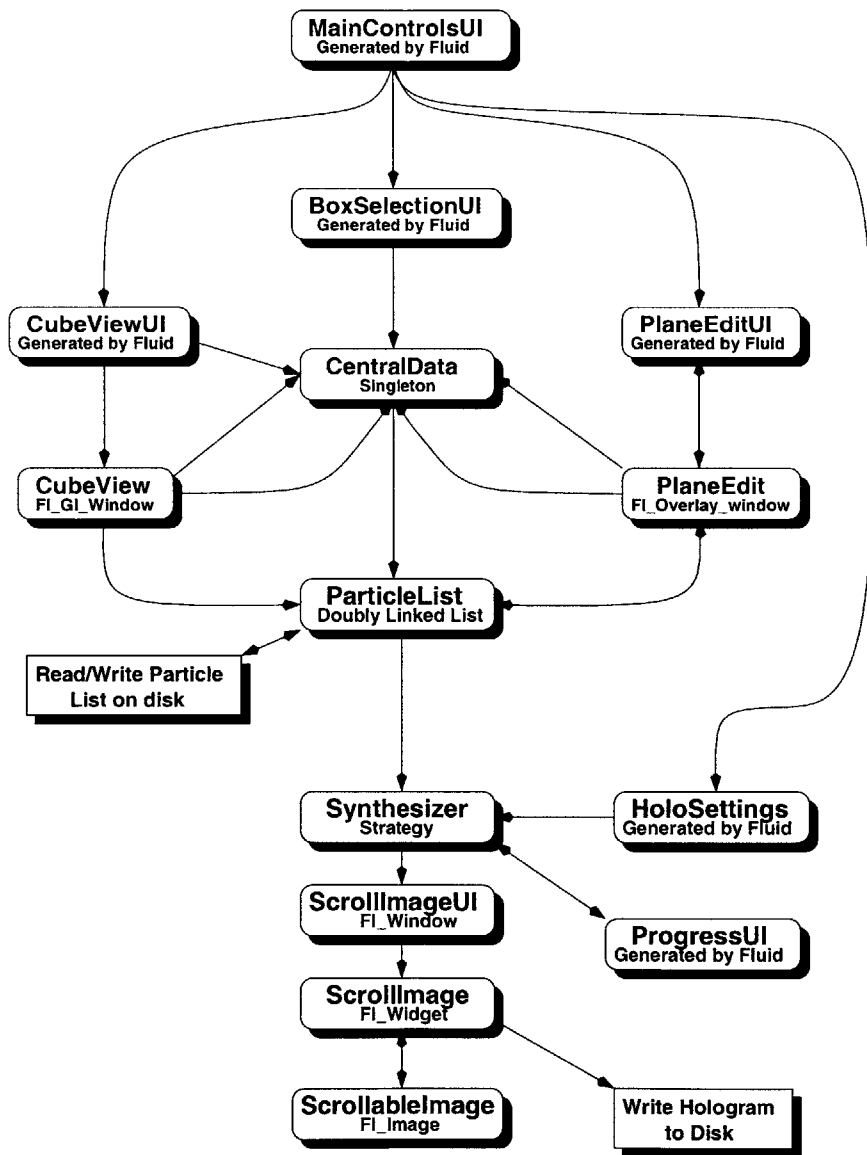 MainControlsUI
Generated by Fluid
BoxSelectionUI
Generated by Fluid
CubeViewUI
Generated by Fluid
PlaneEditUI
Generated by Fluid
CentralData
Singleton
CubeView
Fl_Gl_Window
PlaneEdit
Fl_Overlay_window
ParticleList
Doubly Linked List
Read/Write Particle
List on disk
Synthesizer
Strategy
HoloSettings
Generated by Fluid
ScrollImageUI
Fl_Window
ProgressUI
Generated by Fluid
ScrollImage
Fl_Widget
ScrollableImage
Fl_Image
Write Hologram
to Disk